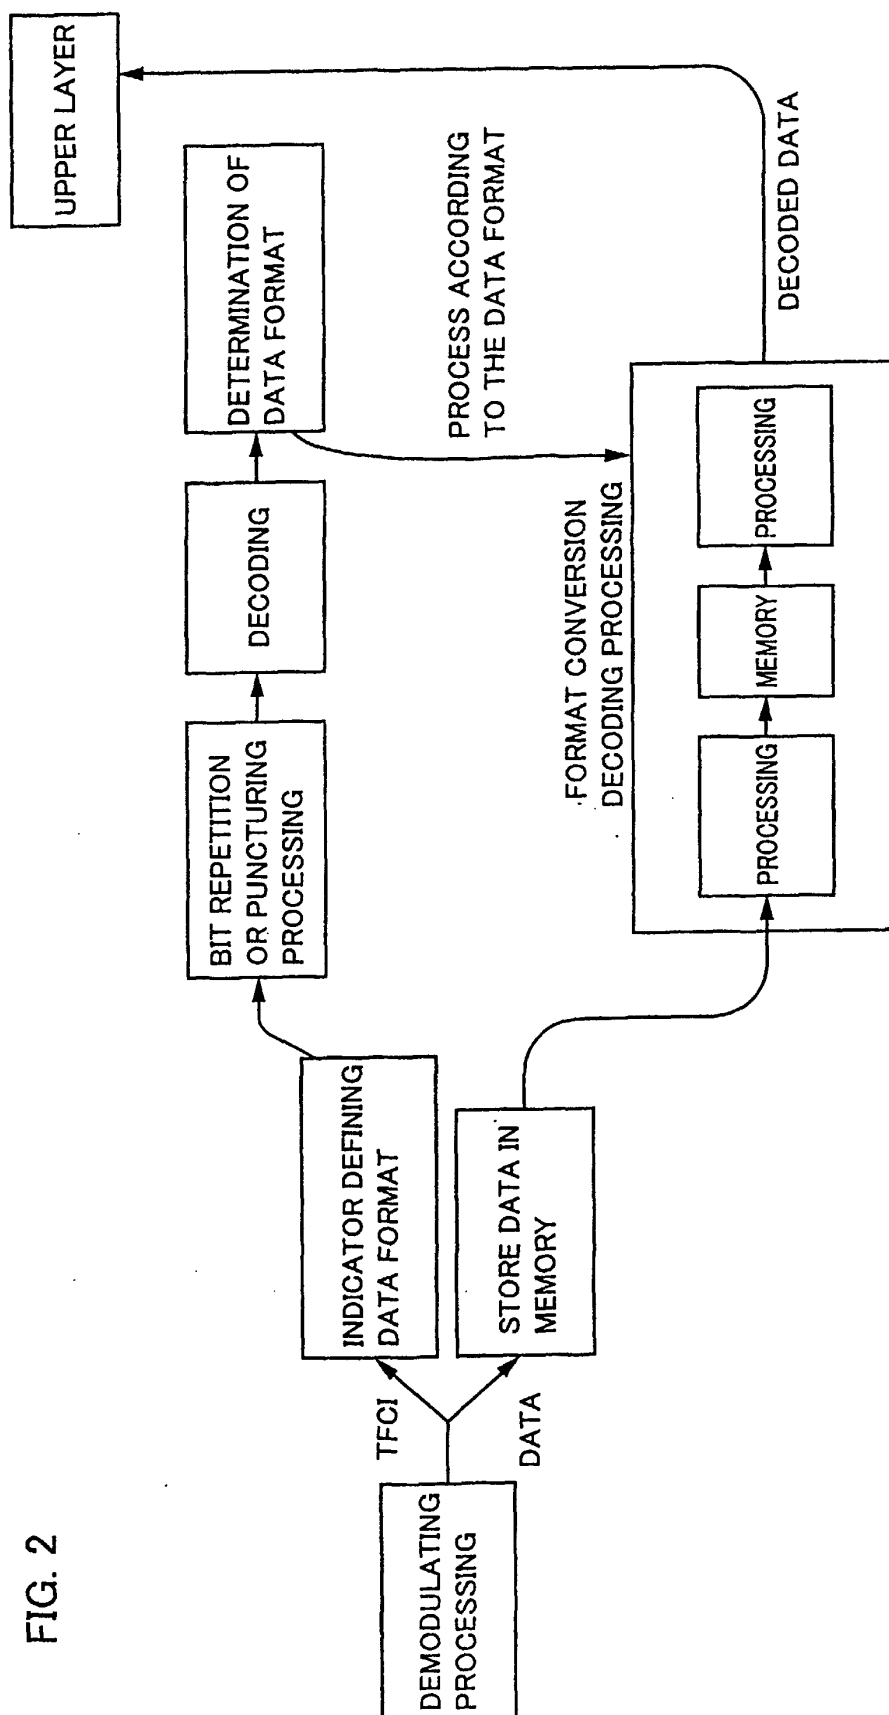 FIG. 2
DEMODULATING
PROCESSING
TFCI
DATA
INDICATOR DEFINING
DATA FORMAT
STORE DATA IN
MEMORY
BIT REPETITION
OR PUNCTURING
PROCESSING
DECODING
DETERMINATION OF
DATA FORMAT
PROCESS ACCORDING
TO THE DATA FORMAT
FORMAT CONVERSION
DECODING PROCESSING
PROCESSING
MEMORY
PROCESSING
DECODED DATA
UPPER LAYER